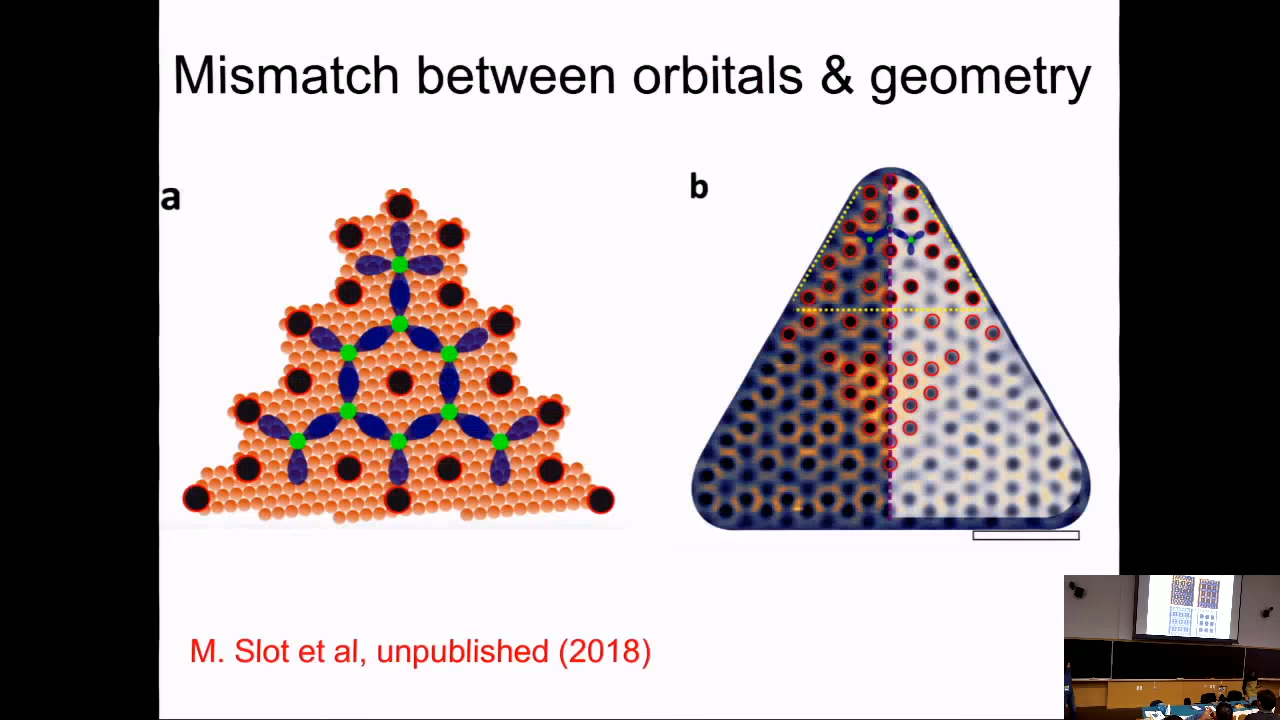 Mismatch between orbitals & geometry
a
b
M. Slot et al, unpublished (2018)